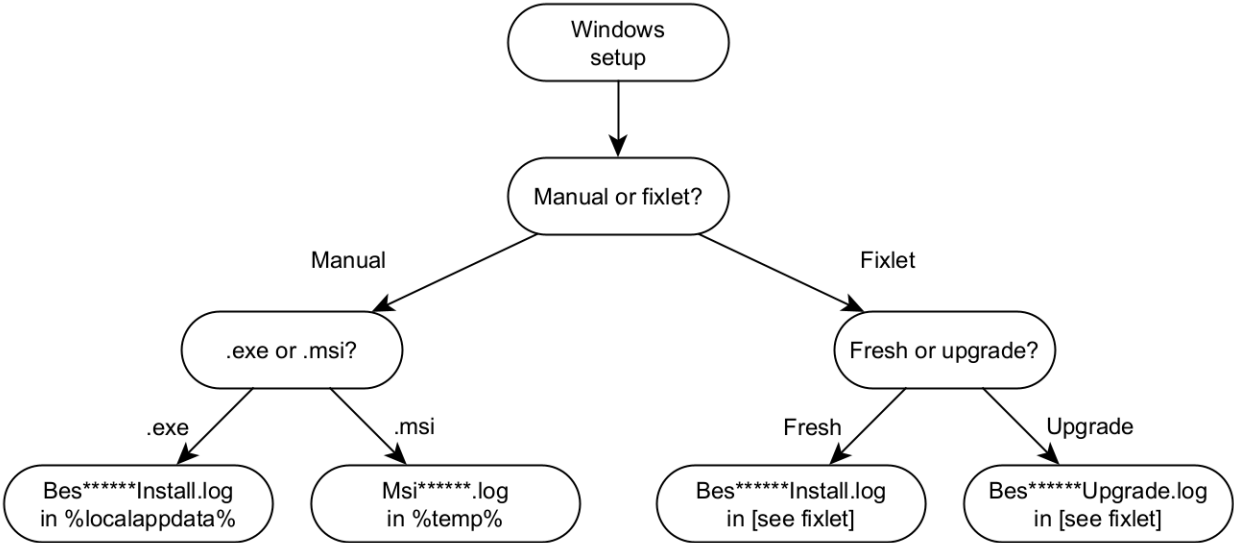 Windows
setup
Manual or fixlet?
Manual
Fixlet
.exe or .msi?
Fresh or upgrade?
.exe
.msi
Fresh
Upgrade
Bes******Install.log
in %localappdata%
Msi******.log
in %temp%
Bes******Install.log
in [see fixlet]
Bes******Upgrade.log
in [see fixlet]